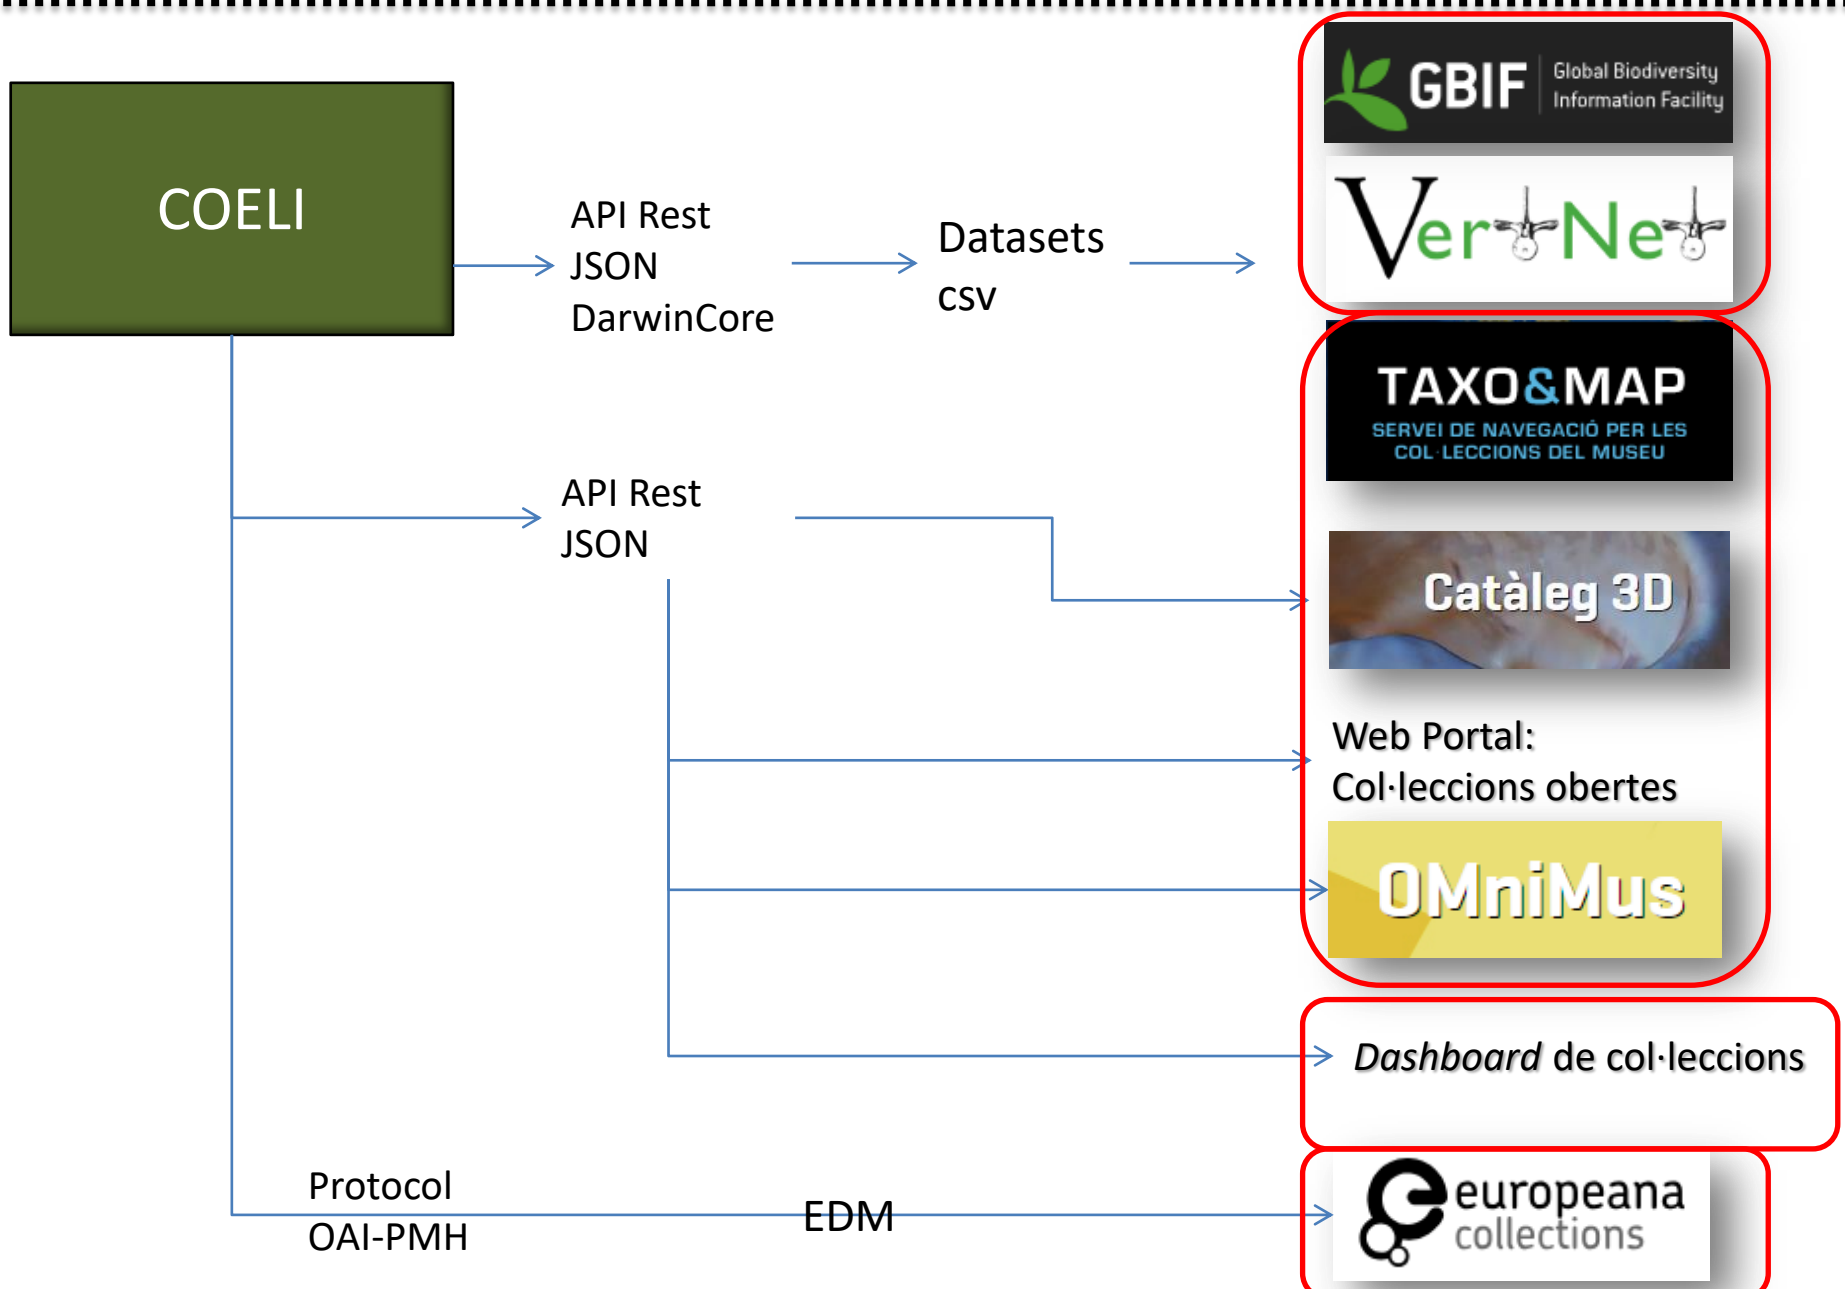 COELI
API Rest
JSON
DarwinCore
Datasets
csv
GBIF
Global Biodiversity
Information Facility
VertNet
TAXO&MAP
SERVEI DE NAVEGACIÓ PER LES
COL·LECCIONS DEL MUSEU
API Rest
JSON
Catàleg 3D
Web Portal:
Col·leccions obertes
OMniMus
Dashboard de col·leccions
Protocol
OAI-PMH
EDM
europeana
collections